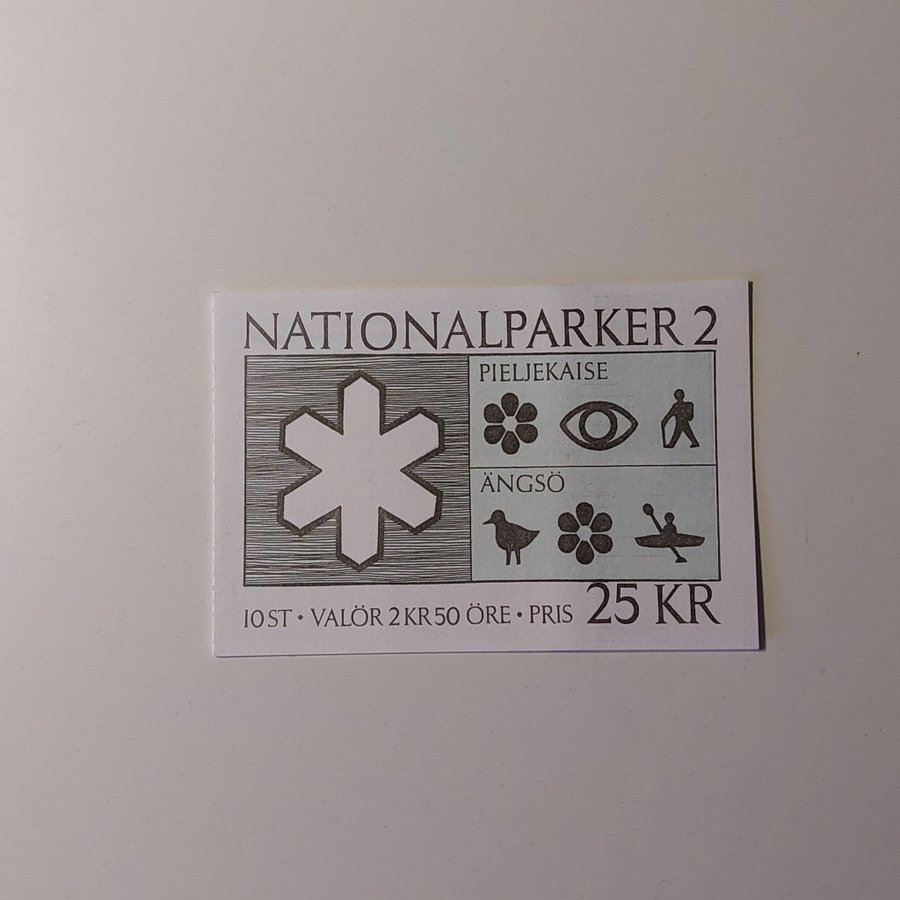 NATIONALPARKER 2
PIELJEKAISE
ÄNGSÖ
10 ST • VALÖR 2 KR 50 ÖRE • PRIS 25 KR